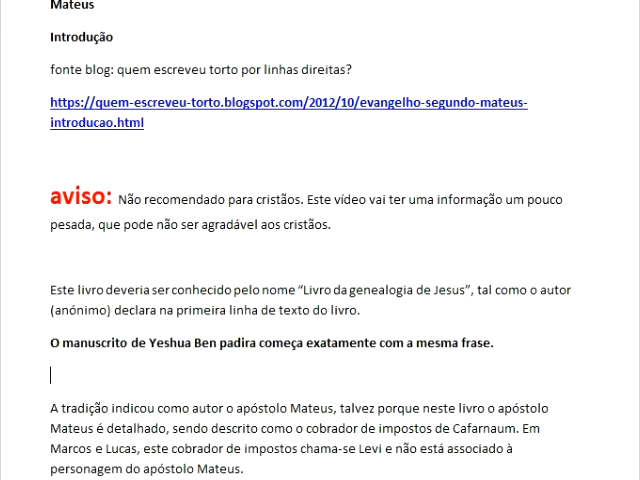 Mateus
Introdução
fonte blog: quem escreveu torto por linhas direitas?
https://quem-escreveu-torto.blogspot.com/2012/10/evangelho-segundo-mateus-
introducao.html
aviso: Não recomendado para cristãos. Este vídeo vai ter uma informação um pouco
pesada, que pode não ser agradável aos cristãos.
Este livro deveria ser conhecido pelo nome “Livro da genealogia de Jesus”, tal como o autor
(anónimo) declara na primeira linha de texto do livro.
O manuscrito de Yeshua Ben padira começa exatamente com a mesma frase.
A tradição indicou como autor o apóstolo Mateus, talvez porque neste livro o apóstolo
Mateus é detalhado, sendo descrito como o cobrador de impostos de Cafarnaum. Em
Marcos e Lucas, este cobrador de impostos chama-se Levi e não está associado à
personagem do apóstolo Mateus.